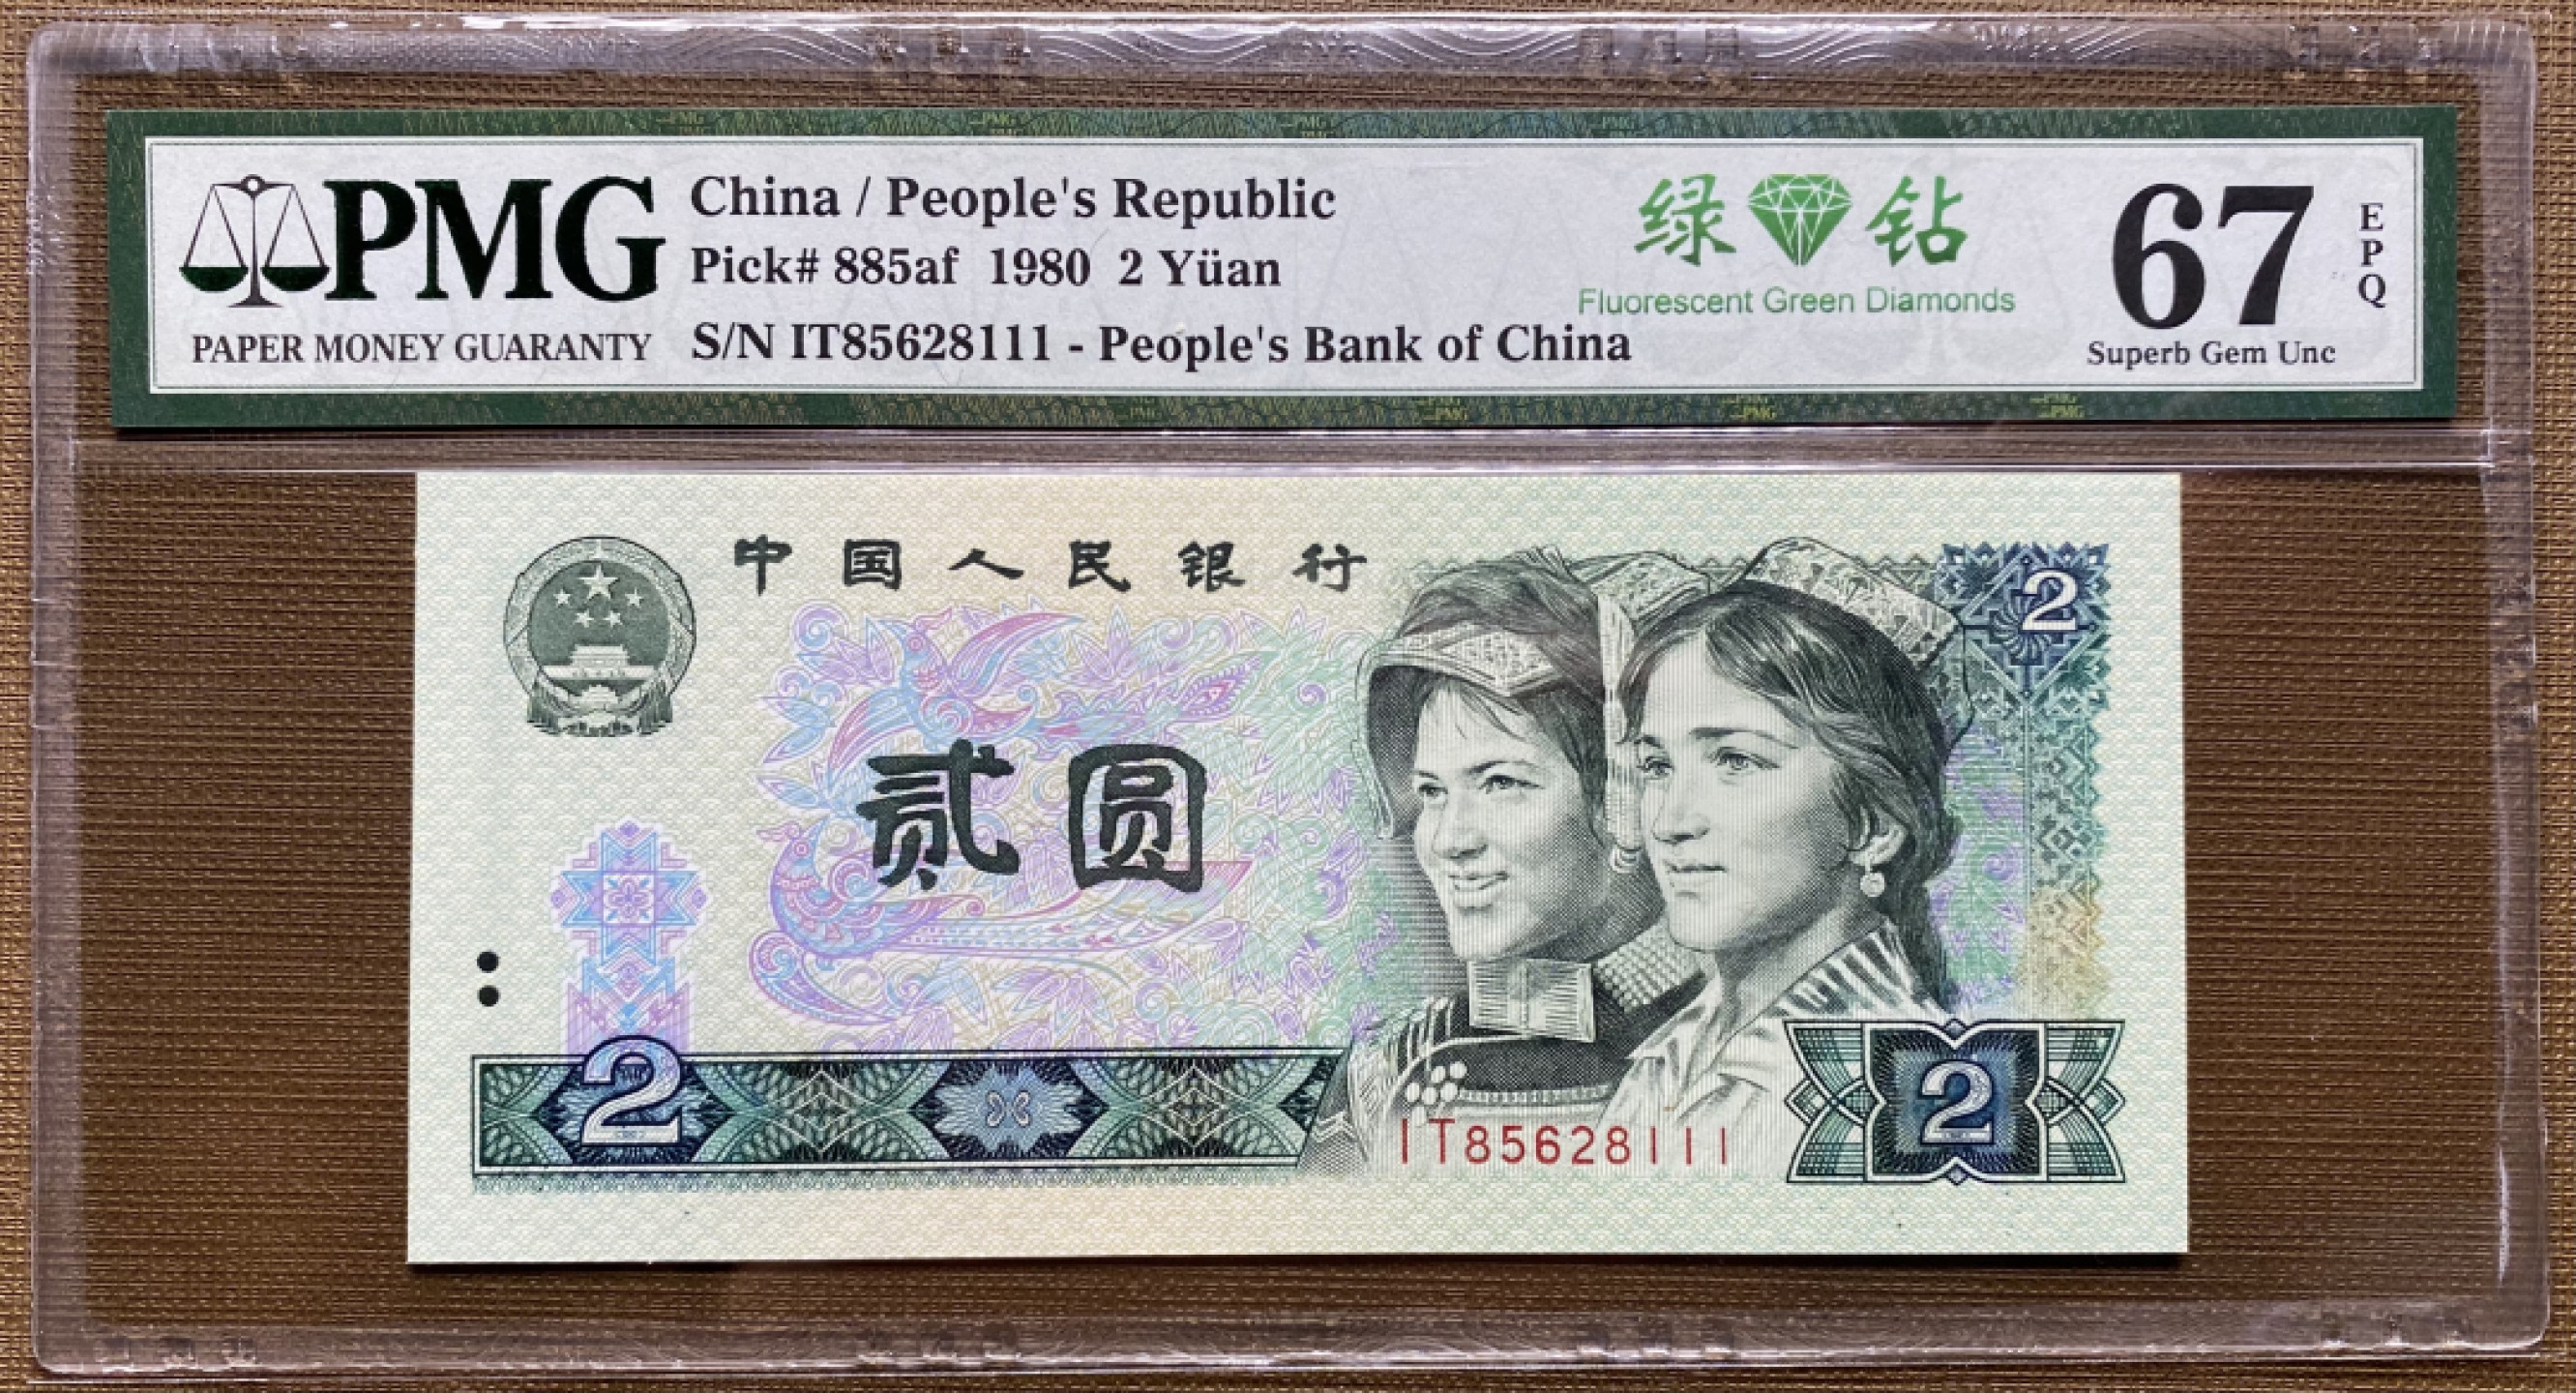 PMG
PAPER MONEY GUARANTY
China / People's Republic
Pick# 885af 1980 2 Yüan
S/N IT85628111 - People's Bank of China
绿钻
Fluorescent Green Diamonds
67
EPQ
Superb Gem Unc
中国人民银行
2
贰圆
2
IT85628111
2